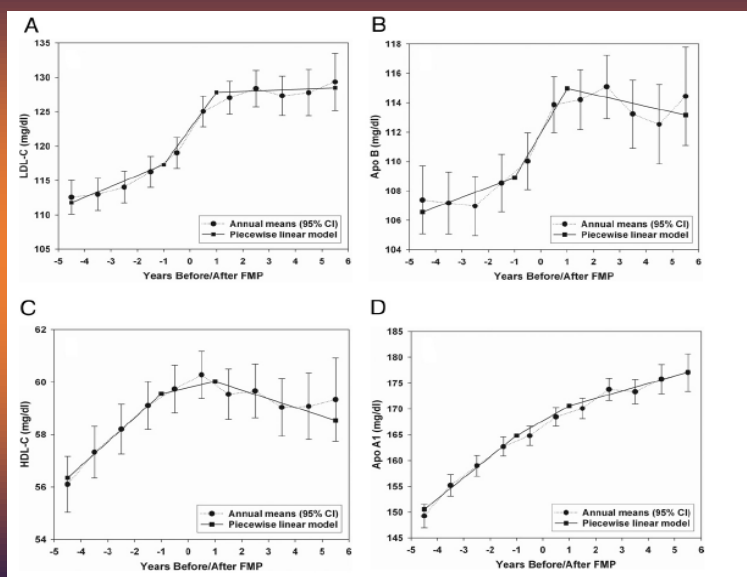 A
LDL-C (mg/dl)
135
130
125
120
115
110
105
Annual means (95% CI)
Piecewise linear model
-5 -4 -3 -2 -1 0 1 2 3 4 5 6
Years Before/After FMP
B
Apo B (mg/dl)
118
116
114
112
110
108
106
104
Annual means (95% CI)
Piecewise linear model
-5 -4 -3 -2 -1 0 1 2 3 4 5 6
Years Before/After FMP
C
HDL-C (mg/dl)
62
60
58
56
54
Annual means (95% CI)
Piecewise linear model
-5 -4 -3 -2 -1 0 1 2 3 4 5 6
Years Before/After FMP
D
Apo A1 (mg/dl)
185
180
175
170
165
160
155
150
145
Annual means (95% CI)
Piecewise linear model
-5 -4 -3 -2 -1 0 1 2 3 4 5 6
Years Before/After FMP